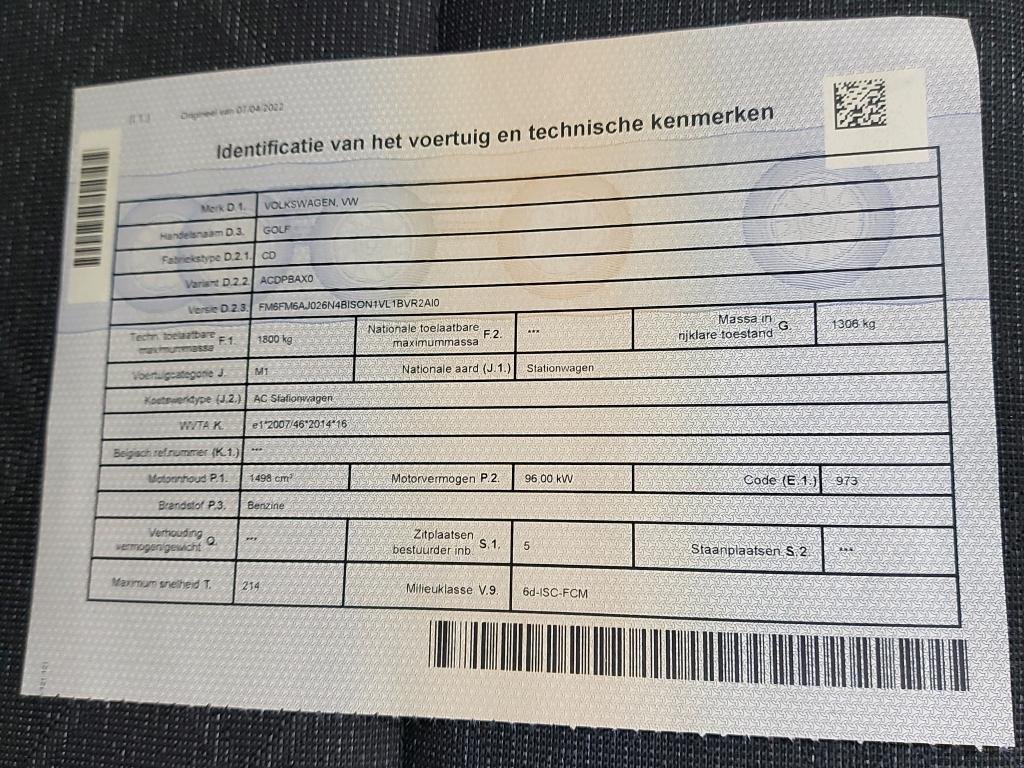 (I.1.) Origineel van 07/04/2022
Identificatie van het voertuig en technische kenmerken
Merk D.1. VOLKSWAGEN, VW
Handelsnaam D.3. GOLF
Fabriekstype D.2.1. CD
Variant D.2.2. ACDPBAX0
Versie D.2.3. FM6FM6AJ026N4BISON1VL1BVR2AI0
Techn. toelaatbare maximummassa F.1. 1800 kg Nationale toelaatbare maximummassa F.2. *** Massa in rijklare toestand G. 1306 kg
Voertuigcategorie J. M1 Nationale aard (J.1.) Stationwagen
Koetswerktype (J.2.) AC Stationwagen
WVTA K. e1*2007/46*2014*16
Belgisch ref.nummer (K.1.) ***
Motorinhoud P.1. 1498 cm³ Motorvermogen P.2. 96,00 kW Code (E.1.) 973
Brandstof P.3. Benzine
Verhouding vermogen/gewicht Q. *** Zitplaatsen bestuurder inb. S.1. 5 Staanplaatsen S.2. ***
Maximum snelheid T. 214 Milieuklasse V.9. 6d-ISC-FCM